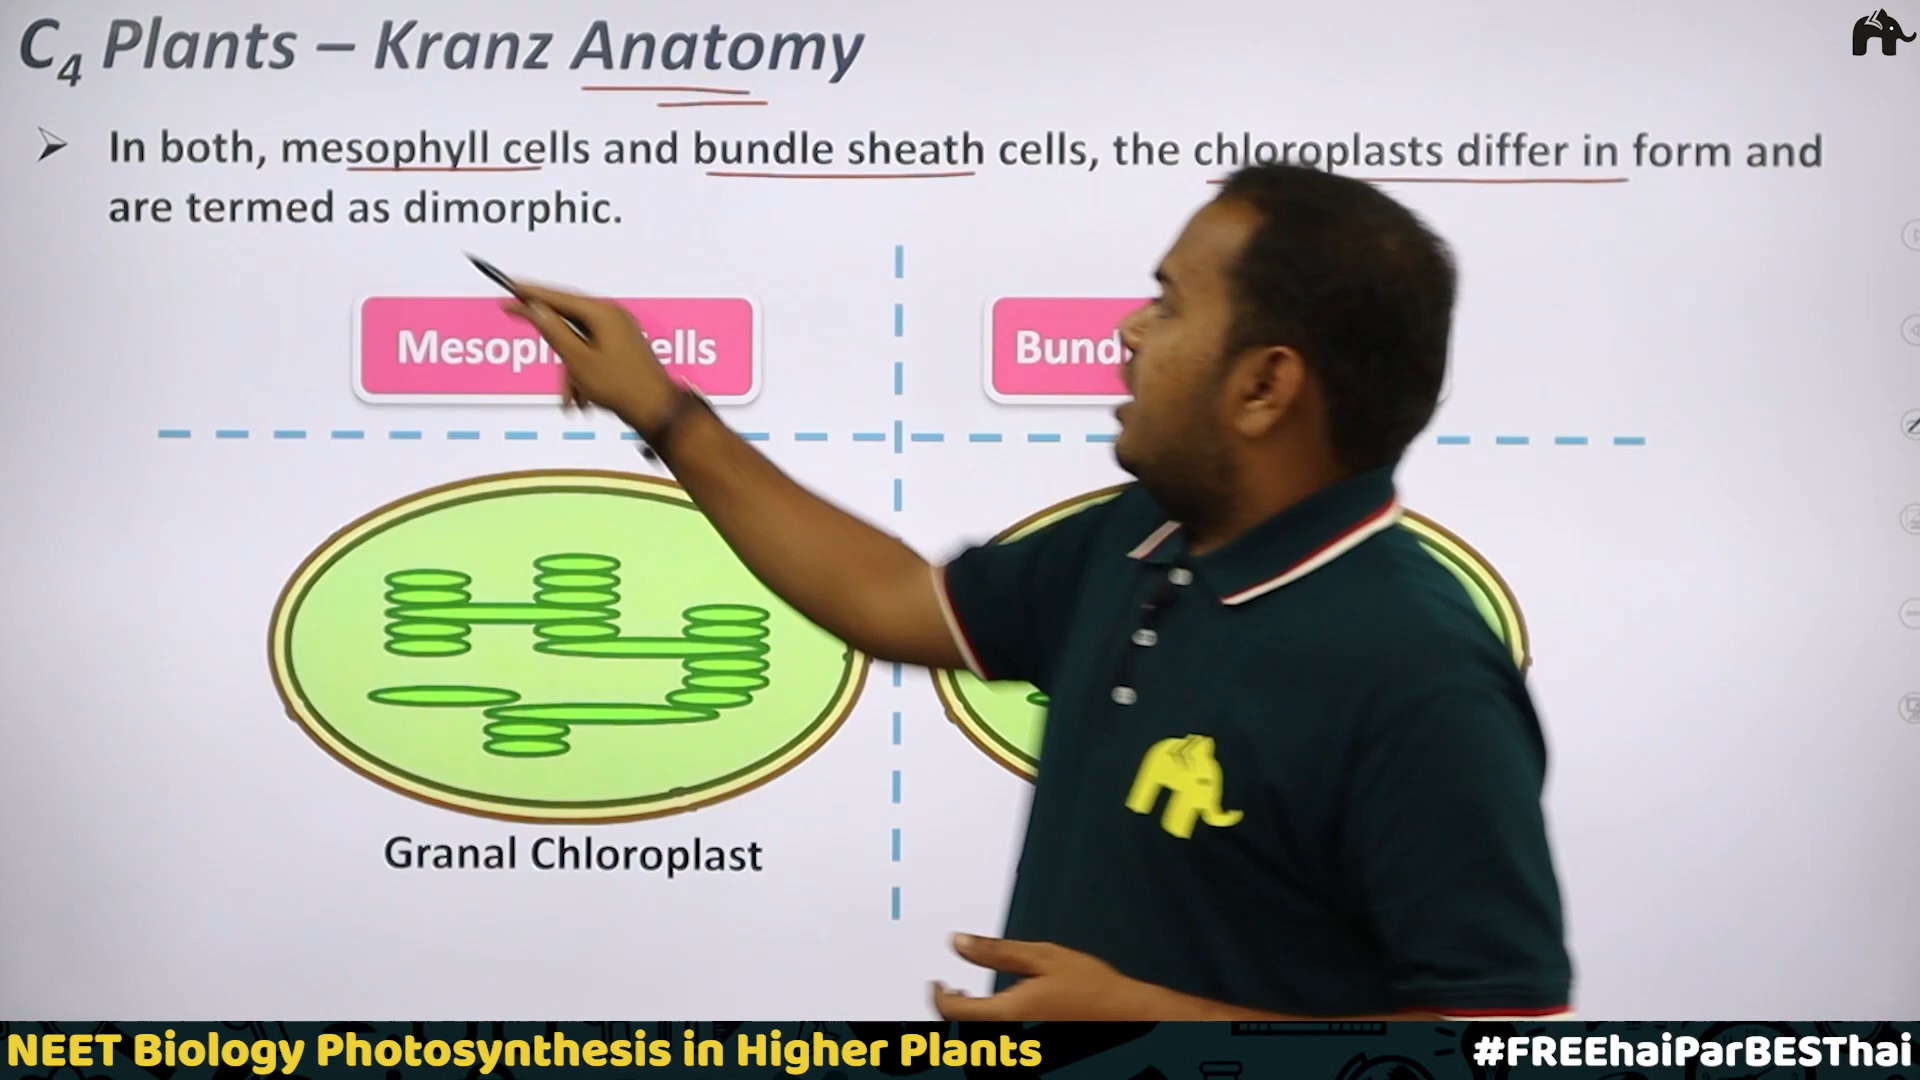 C4 Plants – Kranz Anatomy
In both, mesophyll cells and bundle sheath cells, the chloroplasts differ in form and
are termed as dimorphic.
Granal Chloroplast
NEET Biology Photosynthesis in Higher Plants
#FREEhaiParBESThai